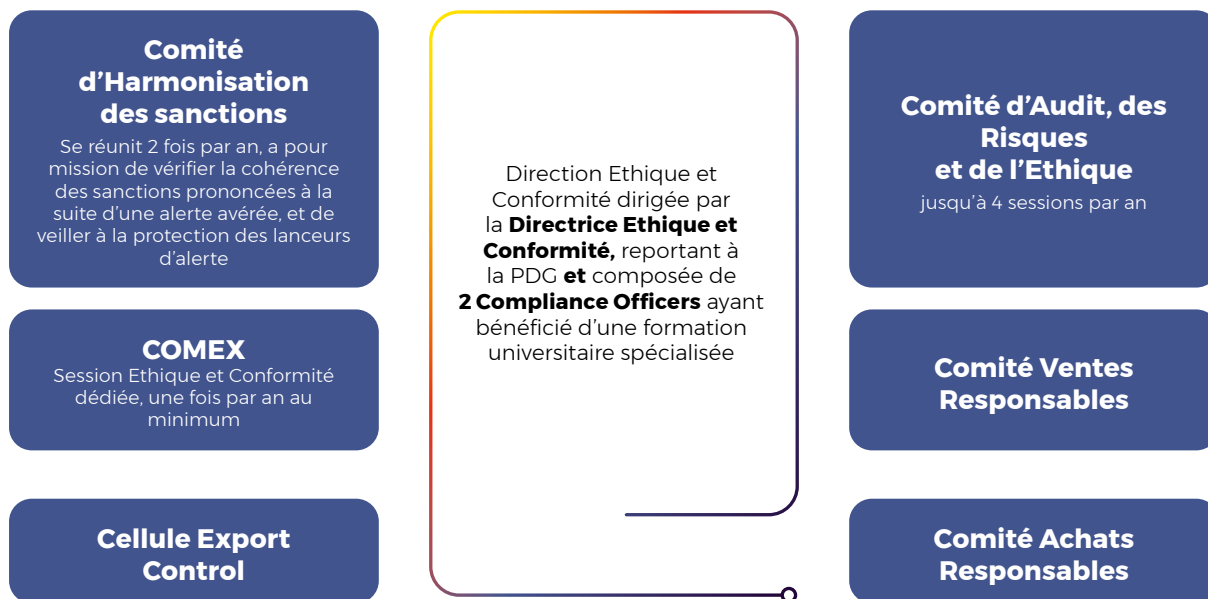 Comité
d'Harmonisation
des sanctions
Se réunit 2 fois par an, a pour
mission de vérifier la cohérence
des sanctions prononcées à la
suite d'une alerte avérée, et de
veiller à la protection des lanceurs
d'alerte
COMEX
Session Ethique et Conformité
dédiée, une fois par an au
minimum
Cellule Export
Control
Direction Ethique et
Conformité dirigée par
la Directrice Ethique et
Conformité, reportant à
la PDG et composée de
2 Compliance Officers ayant
bénéficié d'une formation
universitaire spécialisée
Comité d'Audit, des
Risques
et de l'Ethique
jusqu'à 4 sessions par an
Comité Ventes
Responsables
Comité Achats
Responsables